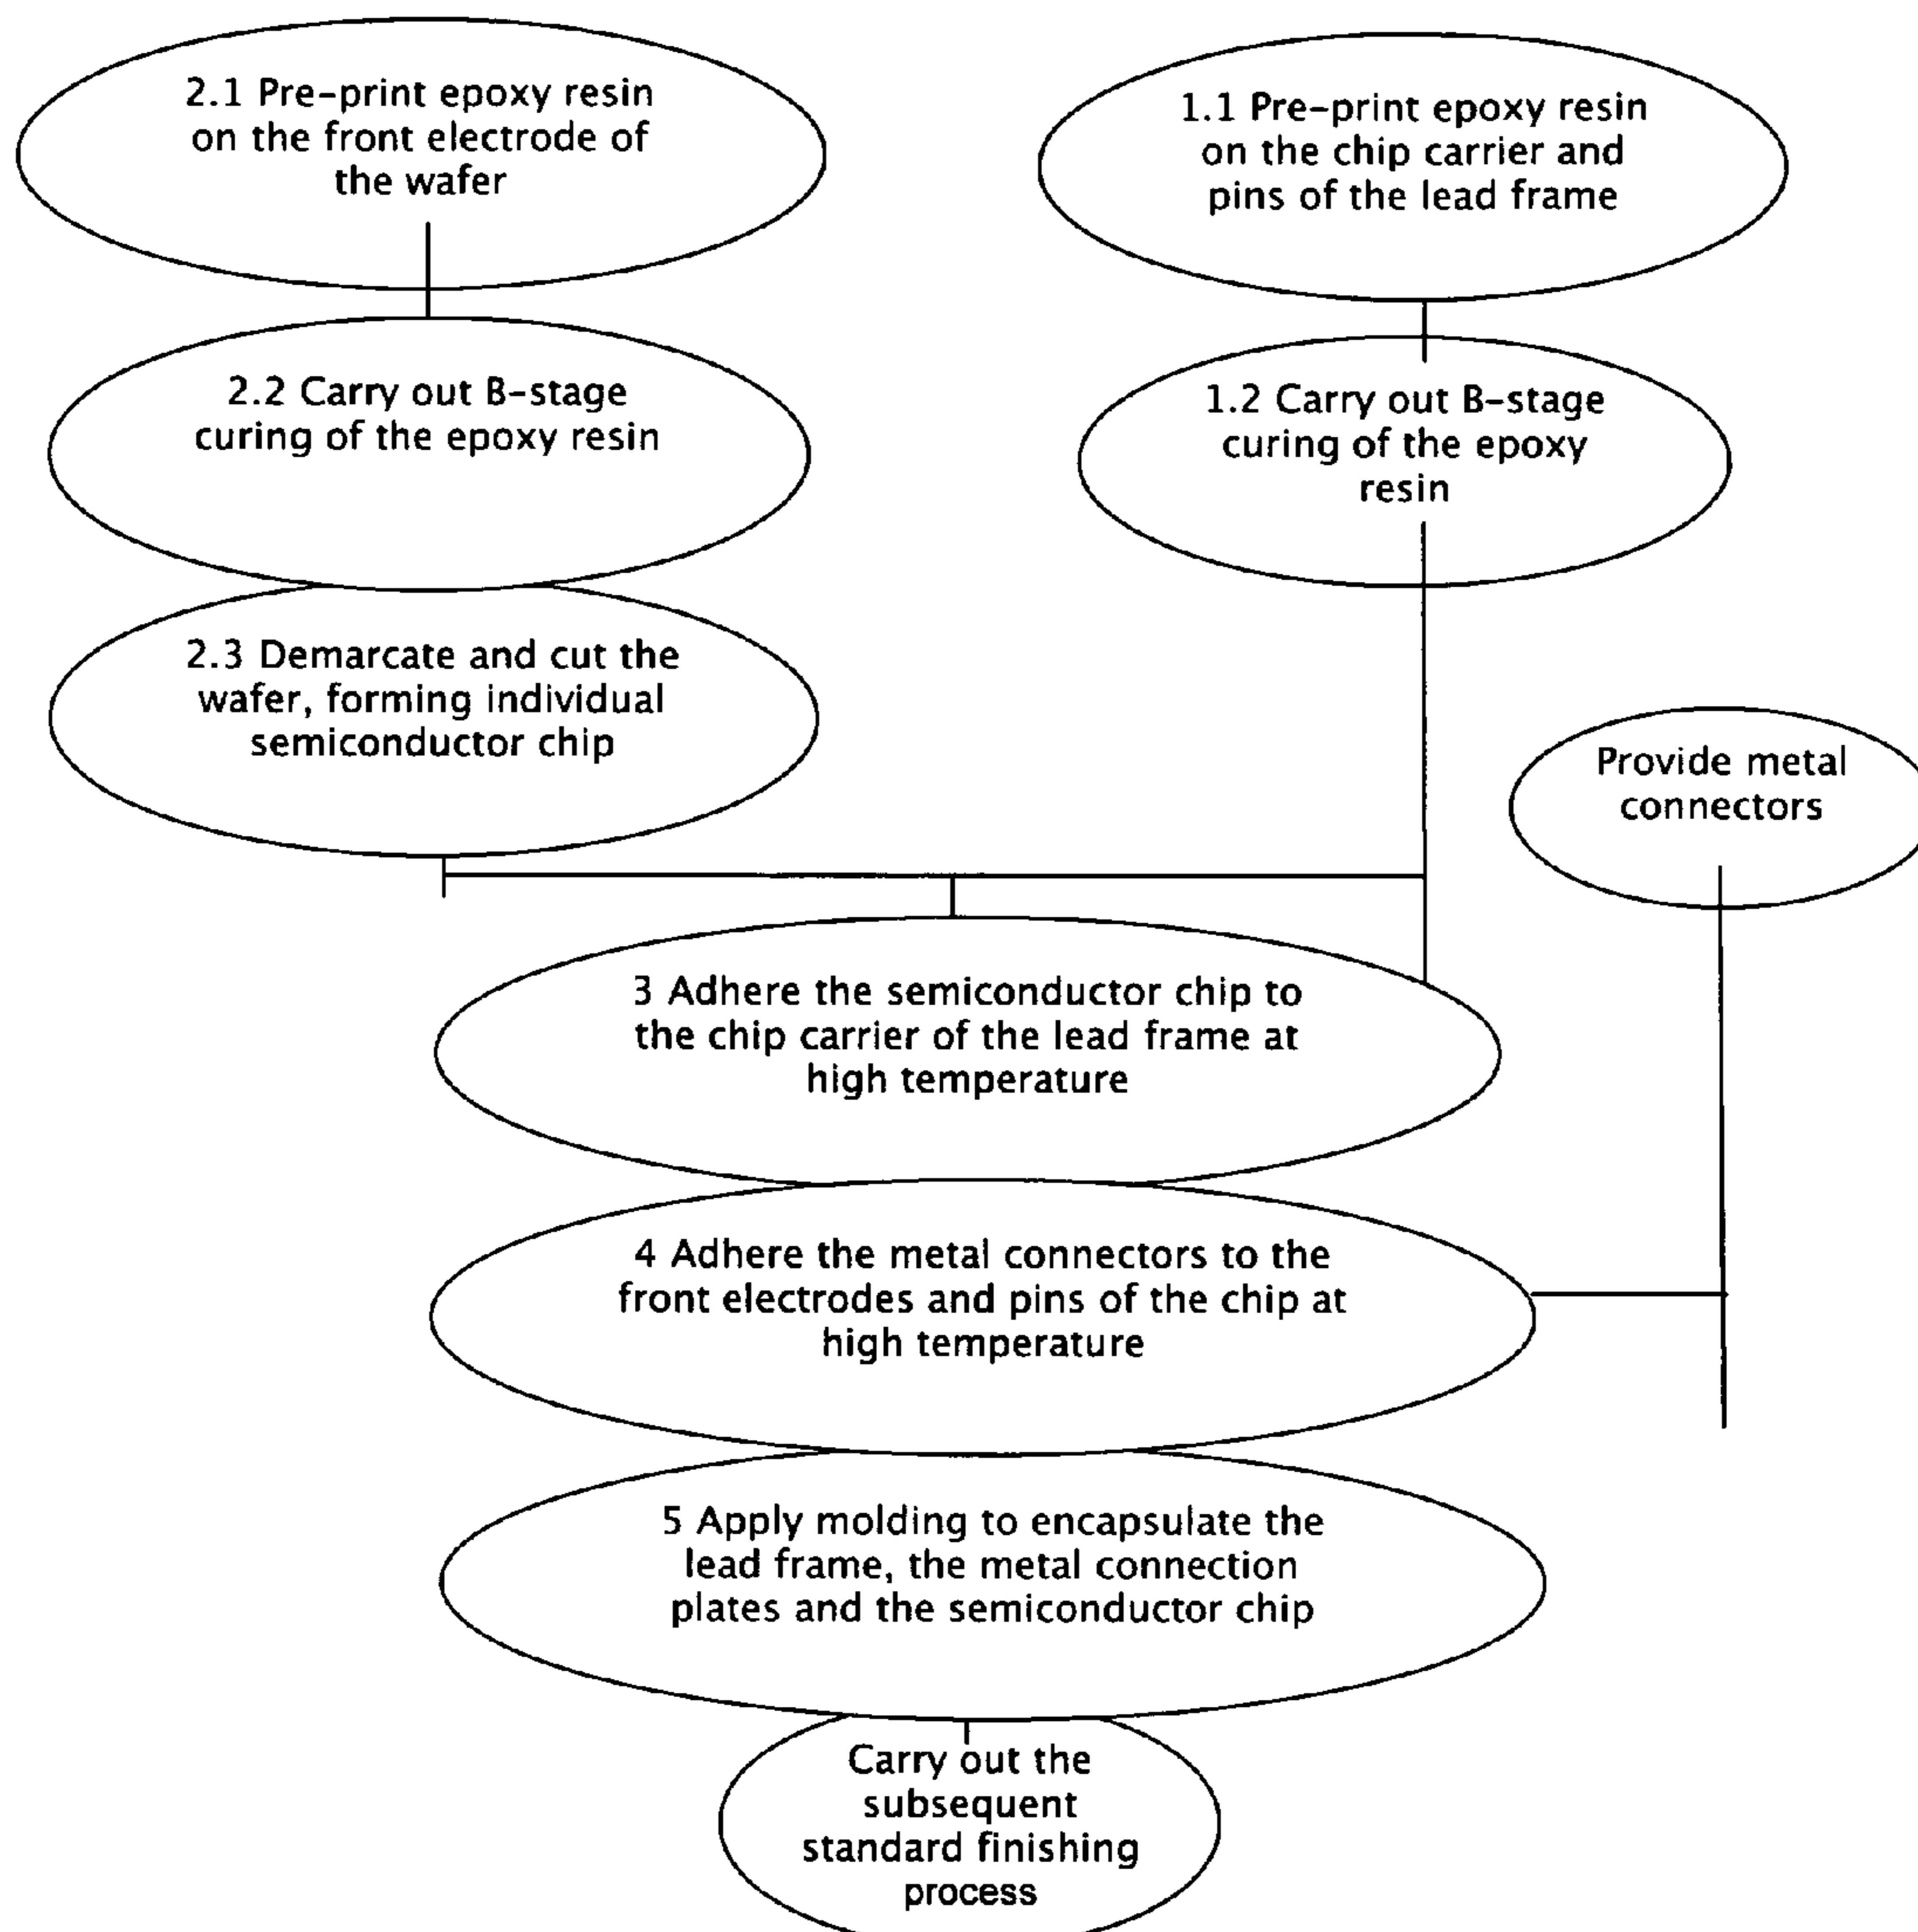 2.1 Pre-print epoxy resin
on the front electrode of
the wafer
1.1 Pre-print epoxy resin
on the chip carrier and
pins of the lead frame
2.2 Carry out B-stage
curing of the epoxy resin
1.2 Carry out B-stage
curing of the epoxy
resin
2.3 Demarcate and cut the
wafer, forming individual
semiconductor chip
Provide metal
connectors
3 Adhere the semiconductor chip to
the chip carrier of the lead frame at
high temperature
4 Adhere the metal connectors to the
front electrodes and pins of the chip at
high temperature
5 Apply molding to encapsulate the
lead frame, the metal connection
plates and the semiconductor chip
Carry out the
subsequent
standard finishing
process